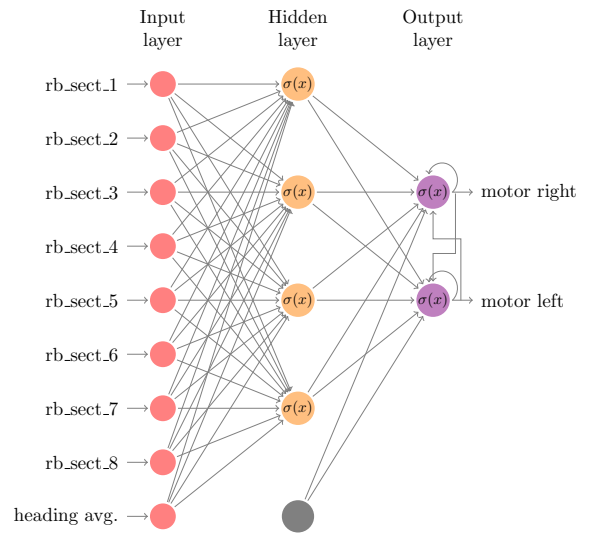 Input
layer
Hidden
layer
Output
layer
rb_sect_1
σ(x)
rb_sect_2
rb_sect_3
σ(x)
σ(x)
motor right
rb_sect_4
rb_sect_5
σ(x)
σ(x)
motor left
rb_sect_6
rb_sect_7
σ(x)
rb_sect_8
heading avg.